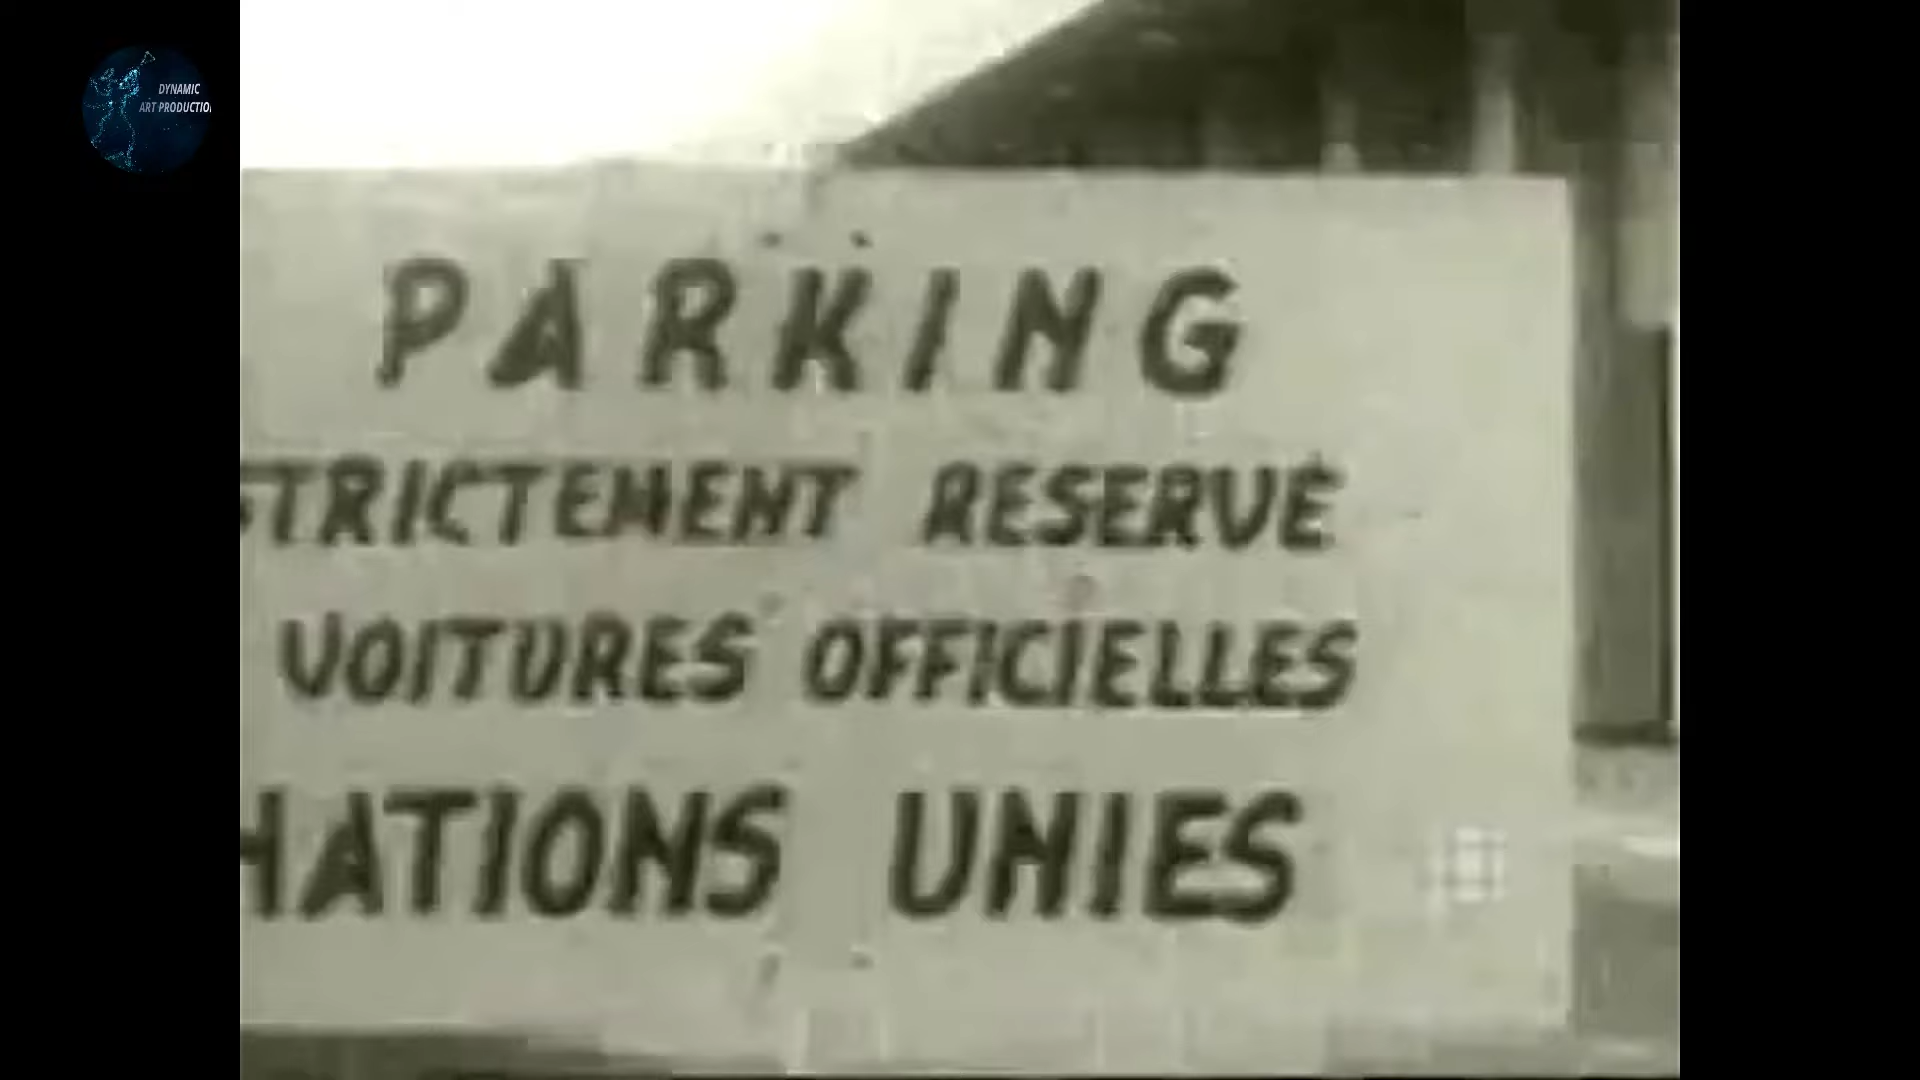 DYNAMIC
ART PRODUCTIO
PARKING
STRICTEMENT RESERVÉ
VOITURES OFFICIELLES
NATIONS UNIES